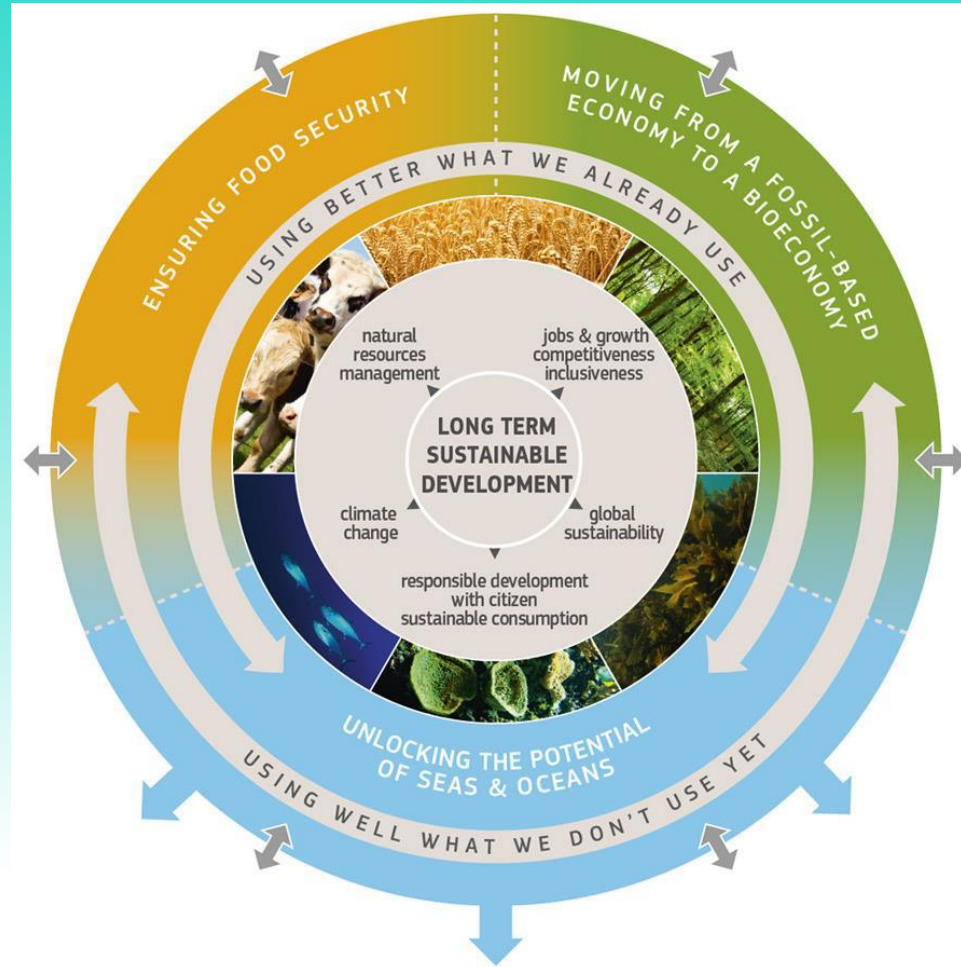 ENSURING FOOD SECURITY
MOVING FROM A FOSSIL-BASED
ECONOMY TO A BIOECONOMY
USING BETTER WHAT WE ALREADY USE
natural
resources
management
jobs & growth
competitiveness
inclusiveness
LONG TERM
SUSTAINABLE
DEVELOPMENT
climate
change
global
sustainability
responsible development
with citizen
sustainable consumption
UNLOCKING THE POTENTIAL
OF SEAS & OCEANS
USING WELL WHAT WE DON'T USE YET